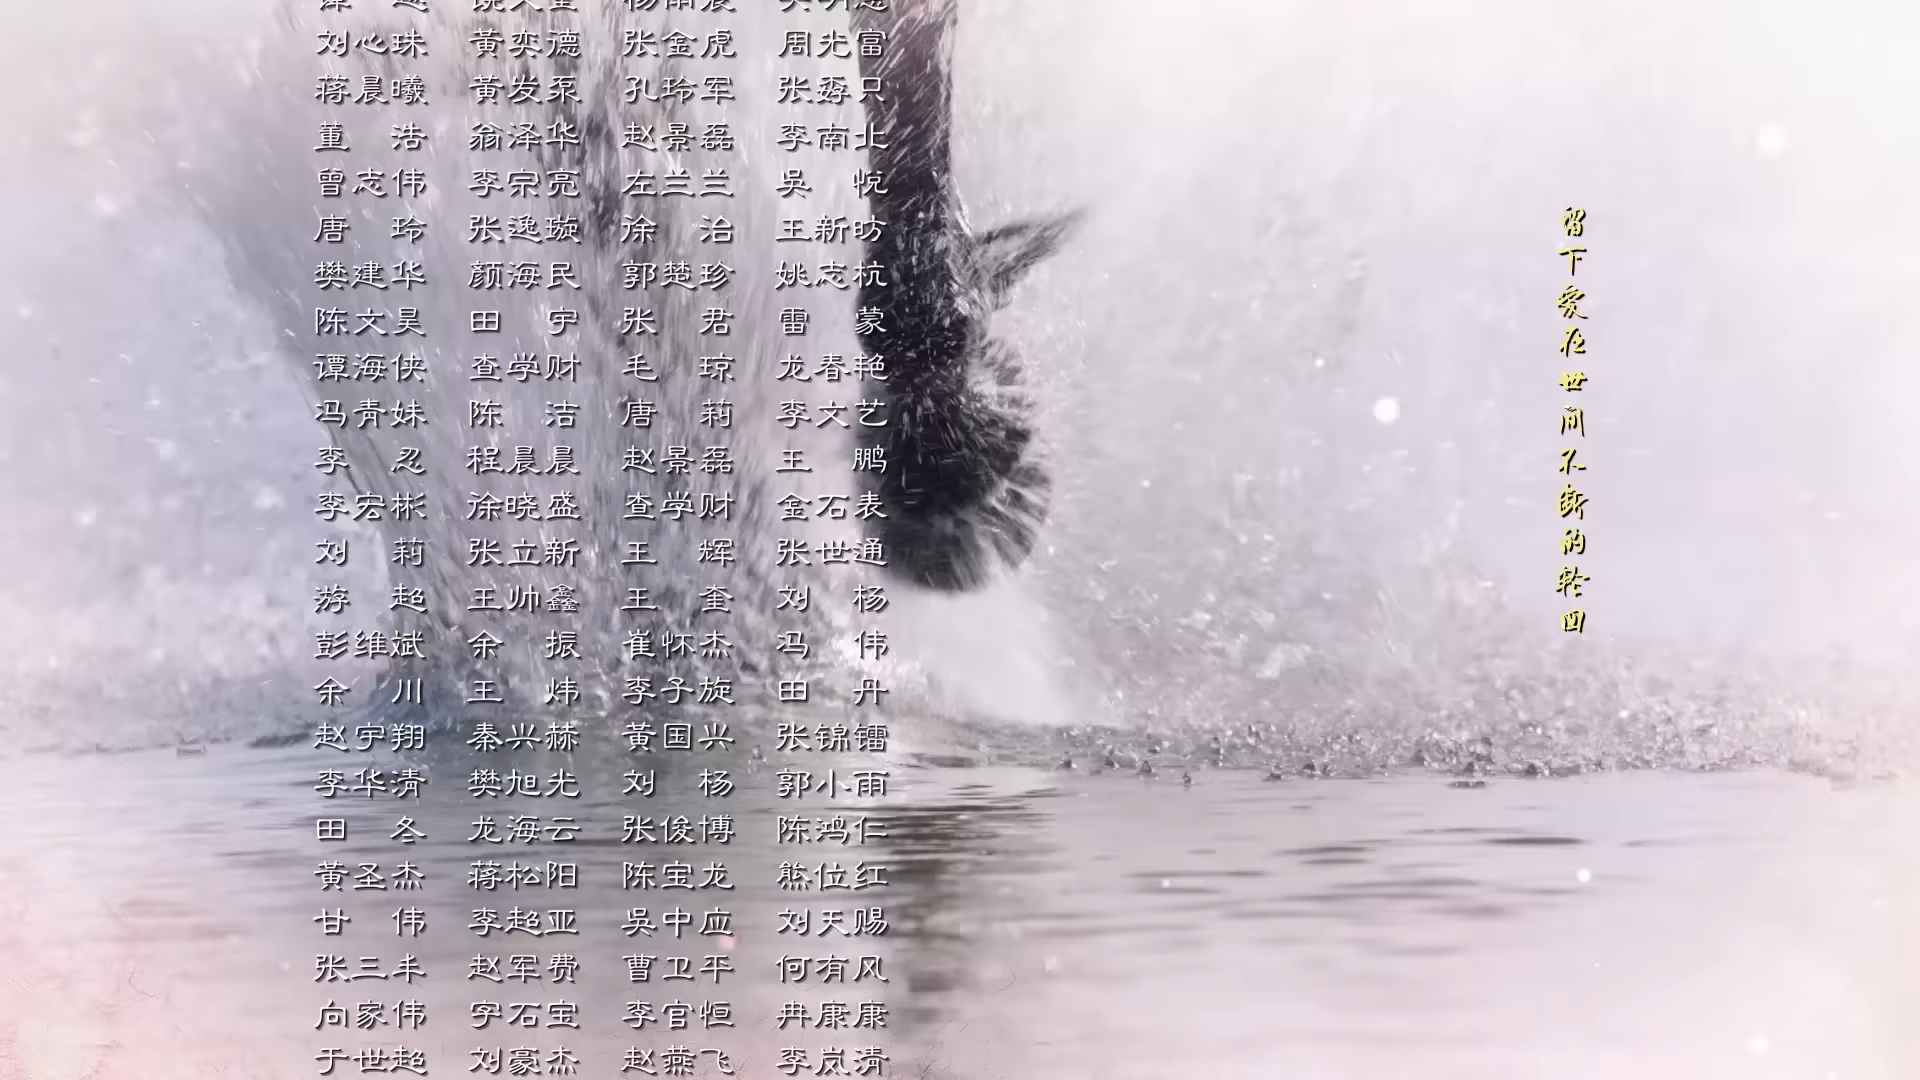 刘心珠 黄奕德 张金虎 周光富
蒋晨曦 黄发泵 孔玲军 张孬只
董浩 翁泽华 赵景磊 李南北
曾志伟 李宗亮 左兰兰 吴悦
唐玲 张逸璇 徐治 王新昉
樊建华 颜海民 郭楚珍 姚志杭
陈文昊 田宇 张君 雷蒙
谭海侠 查学财 毛琼 龙春艳
冯青妹 陈洁 唐莉 李文艺
李忍 程晨晨 赵景磊 王鹏
李宏彬 徐晓盛 查学财 金石表
刘莉 张立新 王辉 张世通
游超 王帅鑫 王奎 刘杨
彭维斌 余振 崔怀杰 冯伟
余川 王炜 李子旋 田丹
赵宇翔 秦兴赫 黄国兴 张锦镭
李华清 樊旭光 刘杨 郭小雨
田冬 龙海云 张俊博 陈鸿仁
黄圣杰 蒋松阳 陈宝龙 熊位红
甘伟 李超亚 吴中应 刘天赐
张三丰 赵军费 曹卫平 何有风
向家伟 字石宝 李官恒 冉康康
于世超 刘豪杰 赵燕飞 李岚清
留下爱在世间不断的轮回